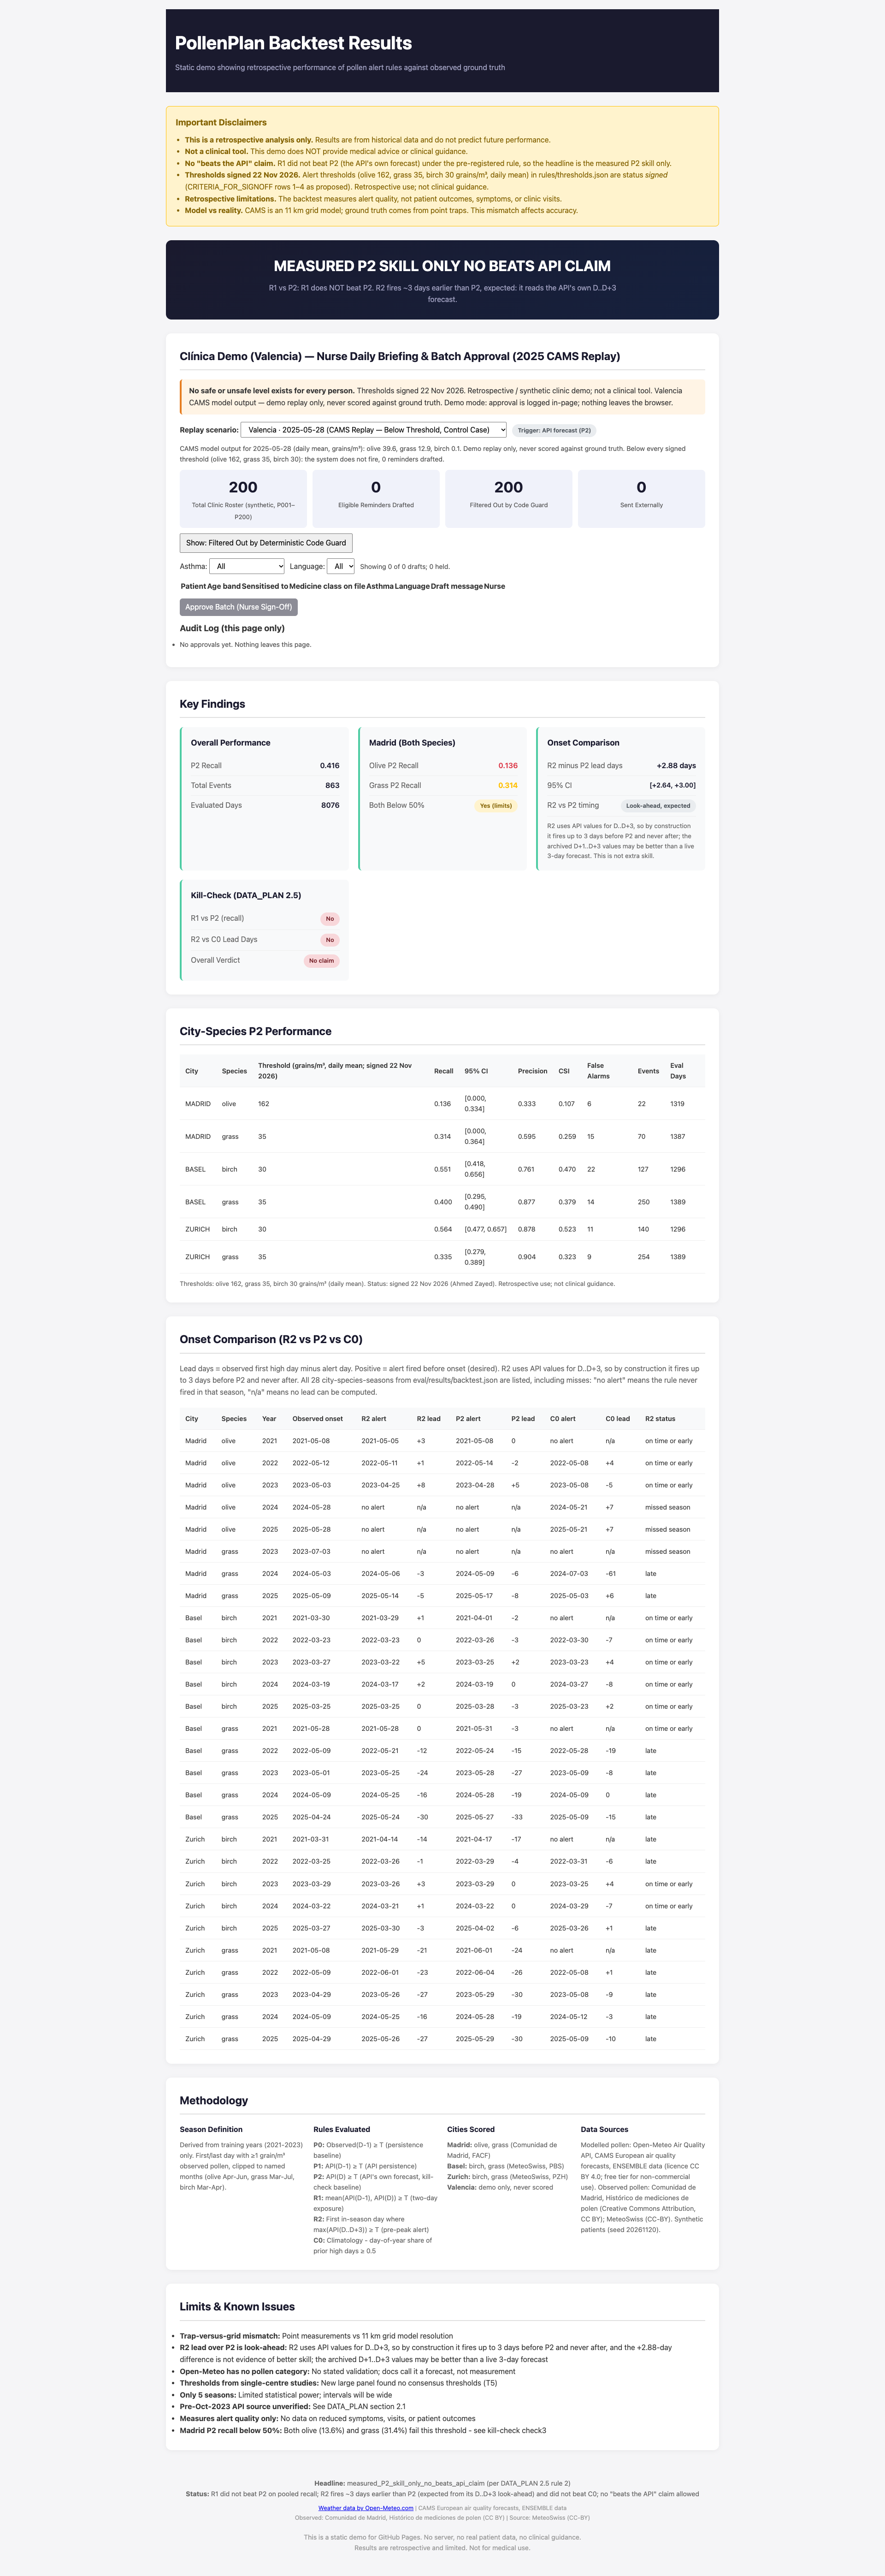 PollenPlan Backtest Results
Static demo showing retrospective performance of pollen alert rules against observed ground truth
Important Disclaimers
• This is a retrospective analysis only. Results are from historical data and do not predict future performance.
• Not a clinical tool. This demo does NOT provide medical advice or clinical guidance.
• No "beats the API" claim. R1 did not beat P2 (the API's own forecast) under the pre-registered rule, so the headline is the measured P2 skill only.
• Thresholds signed 22 Nov 2026. Alert thresholds (olive 162, grass 35, birch 30 grains/m³, daily mean) in rules/thresholds.json are status signed
(CRITERIA_FOR_SIGNOFF rows 1–4 as proposed). Retrospective use; not clinical guidance.
• Retrospective limitations. The backtest measures alert quality, not patient outcomes, symptoms, or clinic visits.
• Model vs reality. CAMS is an 11 km grid model; ground truth comes from point traps. This mismatch affects accuracy.
MEASURED P2 SKILL ONLY NO BEATS API CLAIM
R1 vs P2: R1 does NOT beat P2. R2 fires ~3 days earlier than P2, expected: it reads the API's own D..D+3
forecast.
Clínica Demo (Valencia) — Nurse Daily Briefing & Batch Approval (2025 CAMS Replay)
No safe or unsafe level exists for every person. Thresholds signed 22 Nov 2026. Retrospective / synthetic clinic demo; not a clinical tool. Valencia
CAMS model output — demo replay only, never scored against ground truth. Demo mode: approval is logged in-page; nothing leaves the browser.
Replay scenario: Valencia · 2025-05-28 (CAMS Replay — Below Threshold, Control Case) Trigger: API forecast (P2)
CAMS model output for 2025-05-28 (daily mean, grains/m³): olive 39.6, grass 12.9, birch 0.1. Demo replay only, never scored against ground truth. Below every signed
threshold (olive 162, grass 35, birch 30): the system does not fire, 0 reminders drafted.
200 0 200 0
Total Clinic Roster (synthetic, P001–
P200) Eligible Reminders Drafted Filtered Out by Code Guard Sent Externally
Show: Filtered Out by Deterministic Code Guard
Asthma: All Language: All Showing 0 of 0 drafts; 0 held.
Patient Age band Sensitised to Medicine class on file Asthma Language Draft message Nurse
Approve Batch (Nurse Sign-Off)
Audit Log (this page only)
• No approvals yet. Nothing leaves this page.
Key Findings
Overall Performance
P2 Recall 0.416
Total Events 863
Evaluated Days 8076
Madrid (Both Species)
Olive P2 Recall 0.136
Grass P2 Recall 0.314
Both Below 50% Yes (limits)
Onset Comparison
R2 minus P2 lead days +2.88 days
95% CI [+2.64, +3.00]
R2 vs P2 timing Look-ahead, expected
R2 uses API values for D..D+3, so by construction
it fires up to 3 days before P2 and never after; the
archived D+1..D+3 values may be better than a live
3-day forecast. This is not extra skill.
Kill-Check (DATA_PLAN 2.5)
R1 vs P2 (recall) No
R2 vs C0 Lead Days No
Overall Verdict No claim
City-Species P2 Performance
City Species Threshold (grains/m³, daily mean; signed 22 Nov 2026) Recall 95% CI Precision CSI False Alarms Events Eval Days
MADRID olive 162 0.136 [0.000, 0.334] 0.333 0.107 6 22 1319
MADRID grass 35 0.314 [0.000, 0.364] 0.595 0.259 15 70 1387
BASEL birch 30 0.551 [0.418, 0.656] 0.761 0.470 22 127 1296
BASEL grass 35 0.400 [0.295, 0.490] 0.877 0.379 14 250 1389
ZURICH birch 30 0.564 [0.477, 0.657] 0.878 0.523 11 140 1296
ZURICH grass 35 0.335 [0.279, 0.389] 0.904 0.323 9 254 1389
Thresholds: olive 162, grass 35, birch 30 grains/m³ (daily mean). Status: signed 22 Nov 2026 (Ahmed Zayed). Retrospective use; not clinical guidance.
Onset Comparison (R2 vs P2 vs C0)
Lead days = observed first high day minus alert day. Positive = alert fired before onset (desired). R2 uses API values for D..D+3, so by construction it fires up
to 3 days before P2 and never after. All 28 city-species-seasons from eval/results/backtest.json are listed, including misses: "no alert" means the rule never
fired in that season, "n/a" means no lead can be computed.
City Species Year Observed onset R2 alert R2 lead P2 alert P2 lead C0 alert C0 lead R2 status
Madrid olive 2021 2021-05-08 2021-05-05 +3 2021-05-08 0 no alert n/a on time or early
Madrid olive 2022 2022-05-12 2022-05-11 +1 2022-05-14 -2 2022-05-08 +4 on time or early
Madrid olive 2023 2023-05-03 2023-04-25 +8 2023-04-28 +5 2023-05-08 -5 on time or early
Madrid olive 2024 2024-05-28 no alert n/a no alert n/a 2024-05-21 +7 missed season
Madrid olive 2025 2025-05-28 no alert n/a no alert n/a 2025-05-21 +7 missed season
Madrid grass 2023 2023-07-03 no alert n/a no alert n/a no alert n/a missed season
Madrid grass 2024 2024-05-03 2024-05-06 -3 2024-05-09 -6 2024-07-03 -61 late
Madrid grass 2025 2025-05-09 2025-05-14 -5 2025-05-17 -8 2025-05-03 +6 late
Basel birch 2021 2021-03-30 2021-03-29 +1 2021-04-01 -2 no alert n/a on time or early
Basel birch 2022 2022-03-23 2022-03-23 0 2022-03-26 -3 2022-03-30 -7 on time or early
Basel birch 2023 2023-03-27 2023-03-22 +5 2023-03-25 +2 2023-03-23 +4 on time or early
Basel birch 2024 2024-03-19 2024-03-17 +2 2024-03-19 0 2024-03-27 -8 on time or early
Basel birch 2025 2025-03-25 2025-03-25 0 2025-03-28 -3 2025-03-23 +2 on time or early
Basel grass 2021 2021-05-28 2021-05-28 0 2021-05-31 -3 no alert n/a on time or early
Basel grass 2022 2022-05-09 2022-05-21 -12 2022-05-24 -15 2022-05-28 -19 late
Basel grass 2023 2023-05-01 2023-05-25 -24 2023-05-28 -27 2023-05-09 -8 late
Basel grass 2024 2024-05-09 2024-05-25 -16 2024-05-28 -19 2024-05-09 0 late
Basel grass 2025 2025-04-24 2025-05-24 -30 2025-05-27 -33 2025-05-09 -15 late
Zurich birch 2021 2021-03-31 2021-04-14 -14 2021-04-17 -17 no alert n/a late
Zurich birch 2022 2022-03-25 2022-03-26 -1 2022-03-29 -4 2022-03-31 -6 late
Zurich birch 2023 2023-03-29 2023-03-26 +3 2023-03-29 0 2023-03-25 +4 on time or early
Zurich birch 2024 2024-03-22 2024-03-21 +1 2024-03-22 0 2024-03-29 -7 on time or early
Zurich birch 2025 2025-03-27 2025-03-30 -3 2025-04-02 -6 2025-03-26 +1 late
Zurich grass 2021 2021-05-08 2021-05-29 -21 2021-06-01 -24 no alert n/a late
Zurich grass 2022 2022-05-09 2022-06-01 -23 2022-06-04 -26 2022-05-08 +1 late
Zurich grass 2023 2023-04-29 2023-05-26 -27 2023-05-29 -30 2023-05-08 -9 late
Zurich grass 2024 2024-05-09 2024-05-25 -16 2024-05-28 -19 2024-05-12 -3 late
Zurich grass 2025 2025-04-29 2025-05-26 -27 2025-05-29 -30 2025-05-09 -10 late
Methodology
Season Definition
Derived from training years (2021-2023)
only. First/last day with ≥1 grain/m³
observed pollen, clipped to named
months (olive Apr-Jun, grass Mar-Jul,
birch Mar-Apr).
Rules Evaluated
P0: Observed(D-1) ≥ T (persistence
baseline)
P1: API(D-1) ≥ T (API persistence)
P2: API(D) ≥ T (API's own forecast, kill-
check baseline)
R1: mean(API(D-1), API(D)) ≥ T (two-day
exposure)
R2: First in-season day where
max(API(D..D+3)) ≥ T (pre-peak alert)
C0: Climatology - day-of-year share of
prior high days ≥ 0.5
Cities Scored
Madrid: olive, grass (Comunidad de
Madrid, FACF)
Basel: birch, grass (MeteoSwiss, PBS)
Zurich: birch, grass (MeteoSwiss, PZH)
Valencia: demo only, never scored
Data Sources
Modelled pollen: Open-Meteo Air Quality
API, CAMS European air quality
forecasts, ENSEMBLE data (licence CC
BY 4.0; free tier for non-commercial
use). Observed pollen: Comunidad de
Madrid, Histórico de mediciones de
polen (Creative Commons Attribution,
CC BY); MeteoSwiss (CC-BY). Synthetic
patients (seed 20261120).
Limits & Known Issues
• Trap-versus-grid mismatch: Point measurements vs 11 km grid model resolution
• R2 lead over P2 is look-ahead: R2 uses API values for D..D+3, so by construction it fires up to 3 days before P2 and never after, and the +2.88-day
difference is not evidence of better skill; the archived D+1..D+3 values may be better than a live 3-day forecast
• Open-Meteo has no pollen category: No stated validation; docs call it a forecast, not measurement
• Thresholds from single-centre studies: New large panel found no consensus thresholds (T5)
• Only 5 seasons: Limited statistical power; intervals will be wide
• Pre-Oct-2023 API source unverified: See DATA_PLAN section 2.1
• Measures alert quality only: No data on reduced symptoms, visits, or patient outcomes
• Madrid P2 recall below 50%: Both olive (13.6%) and grass (31.4%) fail this threshold - see kill-check check3
Headline: measured_P2_skill_only_no_beats_api_claim (per DATA_PLAN 2.5 rule 2)
Status: R1 did not beat P2 on pooled recall; R2 fires ~3 days earlier than P2 (expected from its D..D+3 look-ahead) and did not beat C0; no "beats the API" claim allowed
Weather data by Open-Meteo.com | CAMS European air quality forecasts, ENSEMBLE data
Observed: Comunidad de Madrid, Histórico de mediciones de polen (CC BY) | Source: MeteoSwiss (CC-BY)
This is a static demo for GitHub Pages. No server, no real patient data, no clinical guidance.
Results are retrospective and limited. Not for medical use.